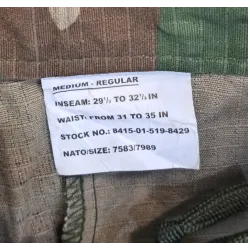 MEDIUM - REGULAR
INSEAM: 29½ TO 32½ IN
WAIST: FROM 31 TO 35 IN
STOCK NO.: 8415-01-519-8429
NATO/SIZE: 7583/7989